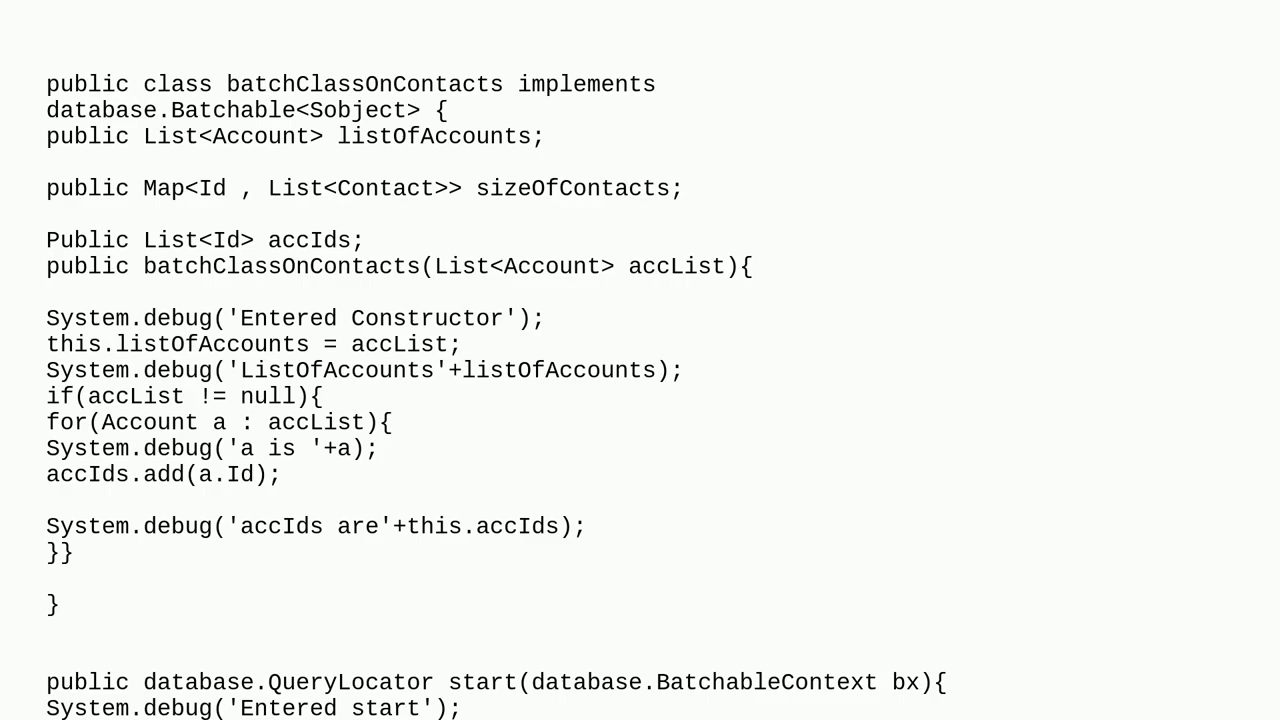 public class batchClassOnContacts implements
database.Batchable<Sobject> {
public List<Account> listOfAccounts;
public Map<Id , List<Contact>> sizeOfContacts;
Public List<Id> accIds;
public batchClassOnContacts(List<Account> accList){
System.debug('Entered Constructor');
this.listOfAccounts = accList;
System.debug('ListOfAccounts'+listOfAccounts);
if(accList != null){
for(Account a : accList){
System.debug('a is '+a);
accIds.add(a.Id);
System.debug('accIds are'+this.accIds);
}}
}
public database.QueryLocator start(database.BatchableContext bx){
System.debug('Entered start');